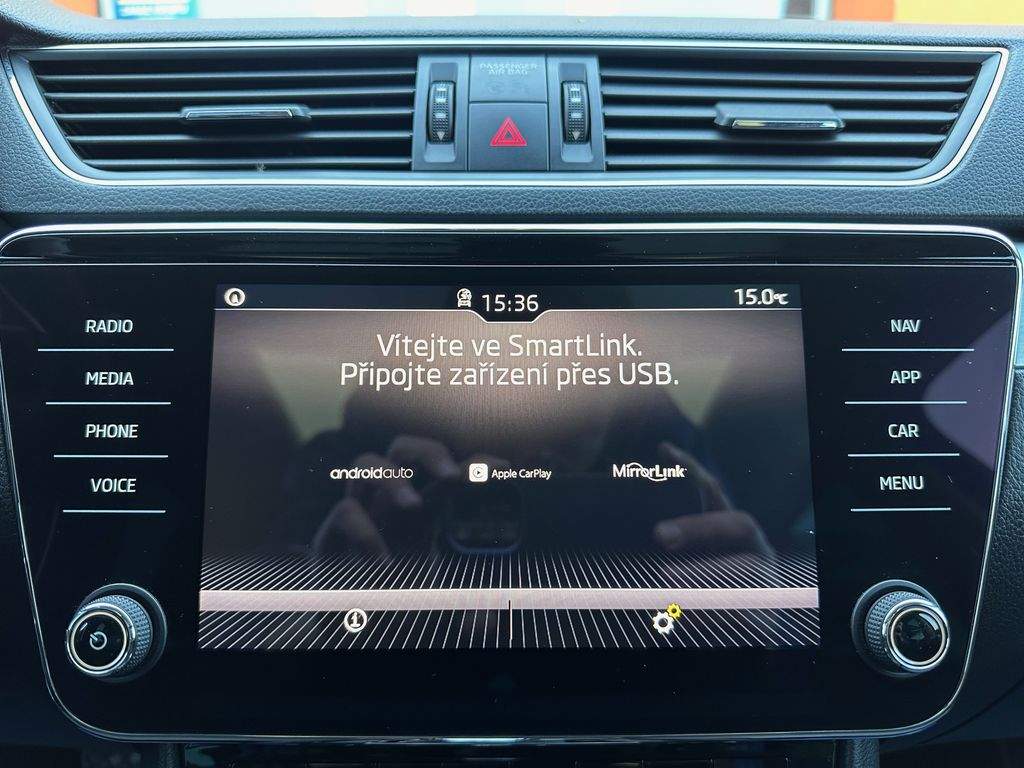 PASSENGER
AIR BAG
15:36
15.0°C
RADIO
MEDIA
PHONE
VOICE
Vítejte ve SmartLink.
Připojte zařízení přes USB.
androidauto
Apple CarPlay
MirrorLink
NAV
APP
CAR
MENU